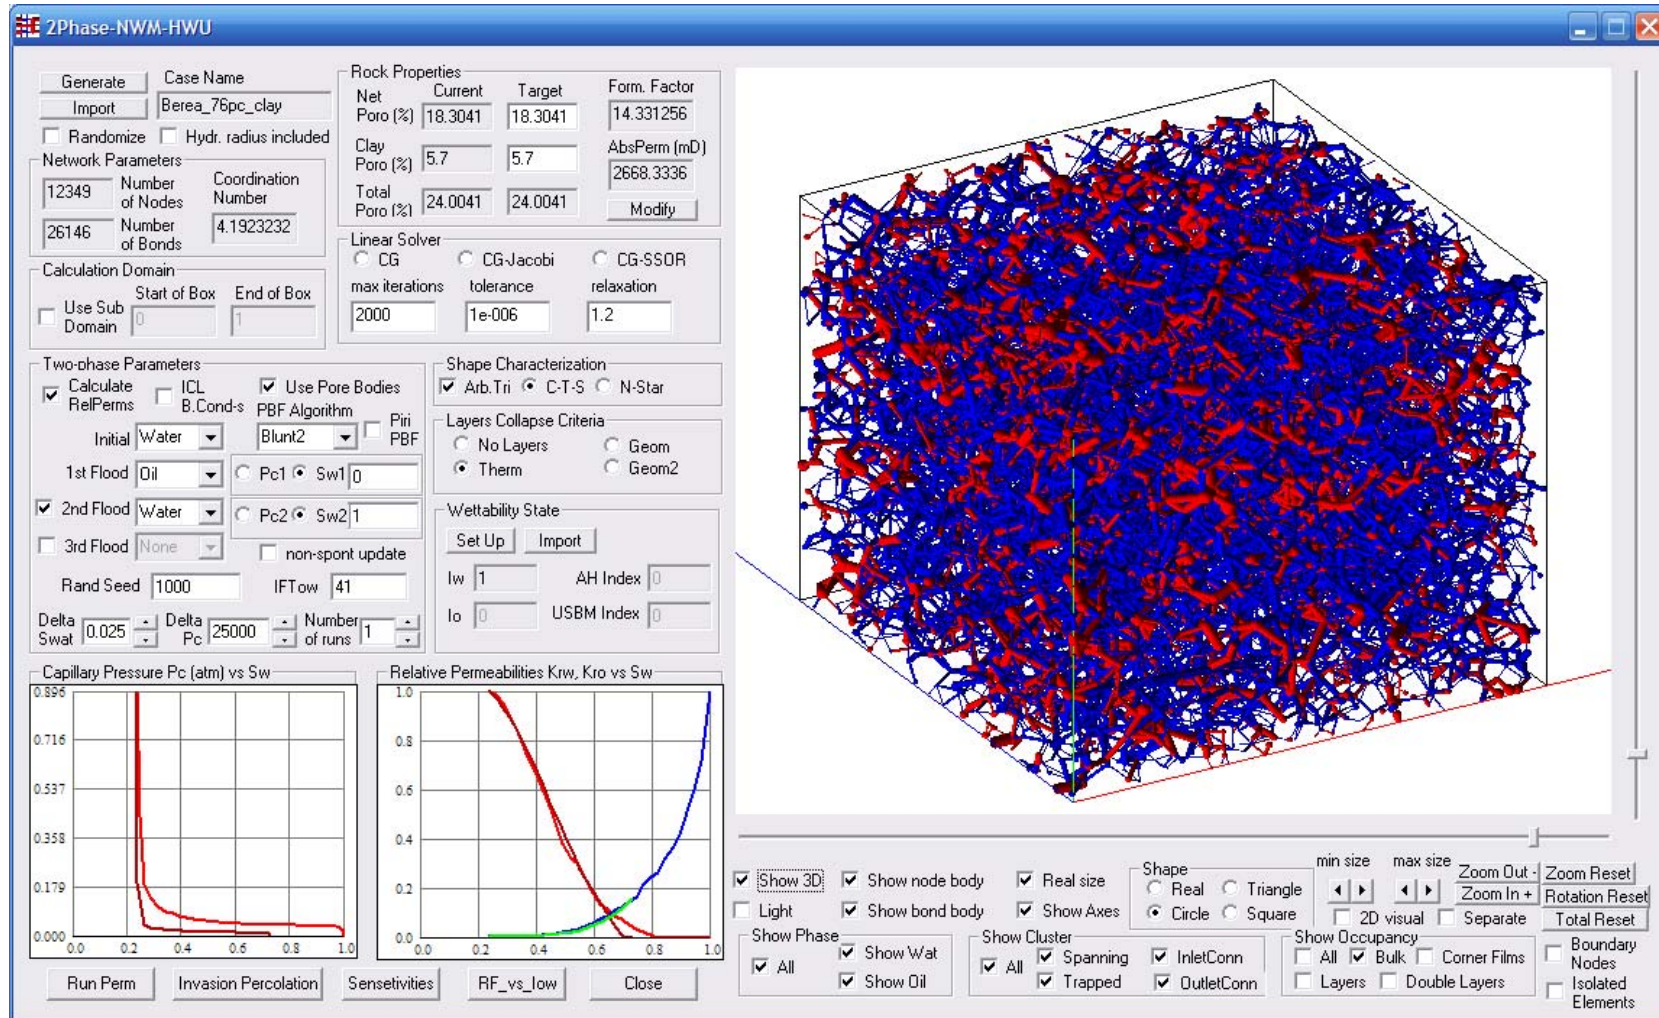 2Phase-NWM-HWU
Generate
Case Name
Import
Berea_76pc_clay
Randomize
Hydr. radius included
Network Parameters
12349
Number
of Nodes
Coordination
Number
26146
Number
of Bonds
4.1923232
Calculation Domain
Use Sub
Domain
Start of Box
End of Box
0
1
Rock Properties
Current
Target
Form. Factor
Net
Poro (%)
18.3041
18.3041
14.331256
Clay
Poro (%)
5.7
5.7
AbsPerm (mD)
2668.3336
Total
Poro (%)
24.0041
24.0041
Modify
Linear Solver
CG
CG-Jacobi
CG-SSOR
max iterations
tolerance
relaxation
2000
1e-006
1.2
Two-phase Parameters
Calculate
RelPerms
ICL
B.Cond-s
Use Pore Bodies
PBF Algorithm
Initial
Water
Blunt2
Piri
PBF
1st Flood
Oil
Pc1
Sw1
0
2nd Flood
Water
Pc2
Sw2
1
3rd Flood
None
non-spont update
Rand Seed
1000
IFTow
41
Delta
Swat
0.025
Delta
Pc
25000
Number
of runs
1
Shape Characterization
Arb.Tri
C-T-S
N-Star
Layers Collapse Criteria
No Layers
Geom
Therm
Geom2
Wettability State
Set Up
Import
Iw
1
AH Index
0
Io
0
USBM Index
0
Capillary Pressure Pc (atm) vs Sw
0.896
0.716
0.537
0.358
0.179
0.000
0.0 0.2 0.4 0.6 0.8 1.0
Relative Permeabilities Krw, Kro vs Sw
1.0
0.8
0.6
0.4
0.2
0.0
0.0 0.2 0.4 0.6 0.8 1.0
Run Perm
Invasion Percolation
Sensetivities
RF_vs_Iow
Close
Show 3D
Show node body
Real size
Light
Show bond body
Show Axes
Shape
Real
Triangle
Circle
Square
min size
max size
2D visual
Separate
Zoom Out -
Zoom Reset
Zoom In +
Rotation Reset
Total Reset
Show Phase
All
Show Wat
Show Oil
Show Cluster
All
Spanning
InletConn
Trapped
OutletConn
Show Occupancy
All
Bulk
Corner Films
Layers
Double Layers
Boundary
Nodes
Isolated
Elements